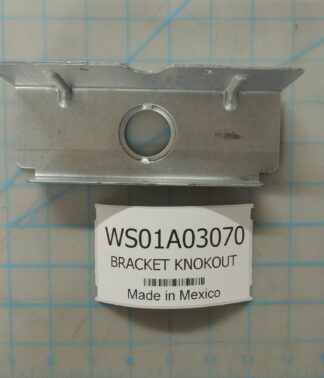 WS01A03070
BRACKET KNOKOUT
Made in Mexico